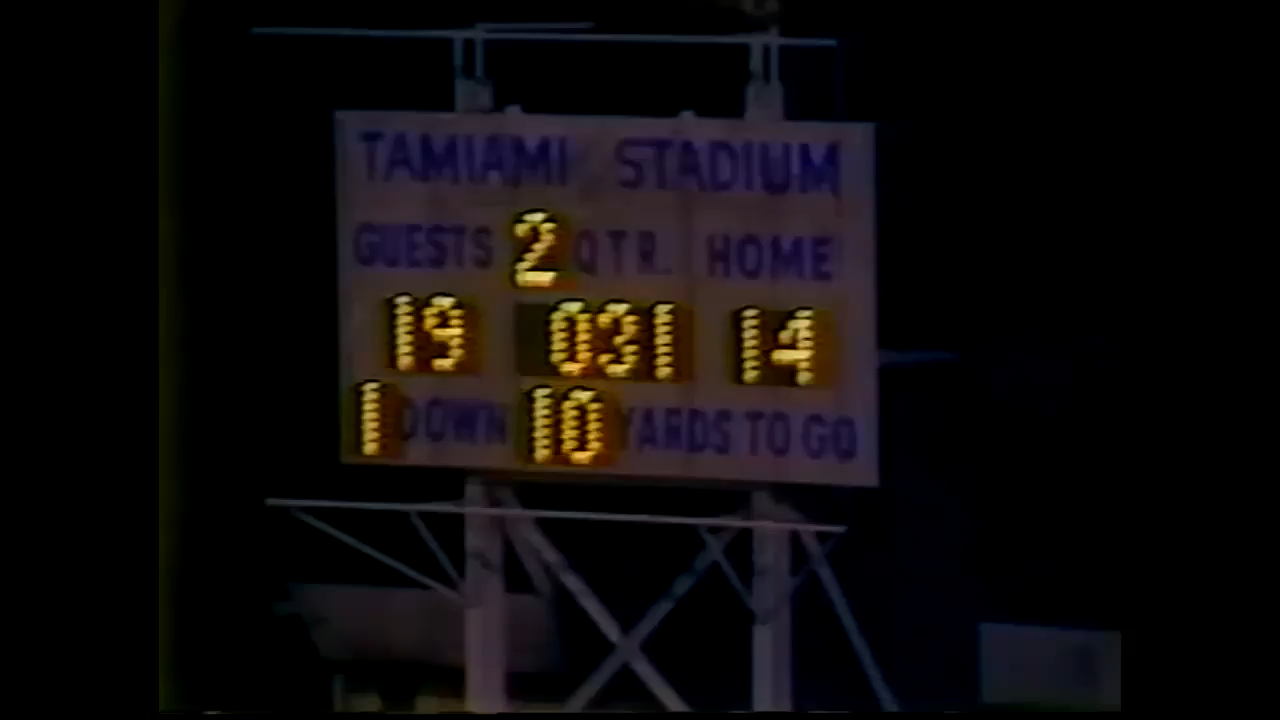 TAMIAMI STADIUM
GUESTS 2 QTR. HOME
19 031 14
1 DOWN 10 YARDS TO GO